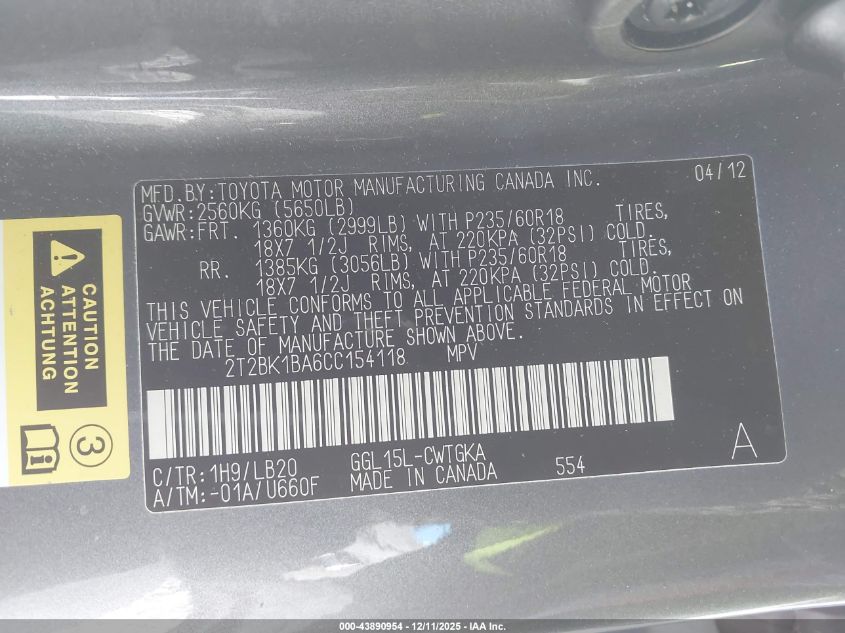 MFD.BY:TOYOTA MOTOR MANUFACTURING CANADA INC. 04/12
GVWR:2560KG (5650LB)
GAWR:FRT. 1360KG (2999LB) WITH P235/60R18 TIRES,
18X7 1/2J RIMS, AT 220KPA (32PSI) COLD.
RR. 1385KG (3056LB) WITH P235/60R18 TIRES,
18X7 1/2J RIMS, AT 220KPA (32PSI) COLD.
THIS VEHICLE CONFORMS TO ALL APPLICABLE FEDERAL MOTOR
VEHICLE SAFETY AND THEFT PREVENTION STANDARDS IN EFFECT ON
THE DATE OF MANUFACTURE SHOWN ABOVE.
2T2BK1BA6CC154118 MPV
C/TR:1H9/LB20 GGL15L-CWTGKA
A/TM:-01A/U660F MADE IN CANADA 554 A
CAUTION
ATTENTION
ACHTUNG
3
000-43890954 - 12/11/2025 - IAA Inc.